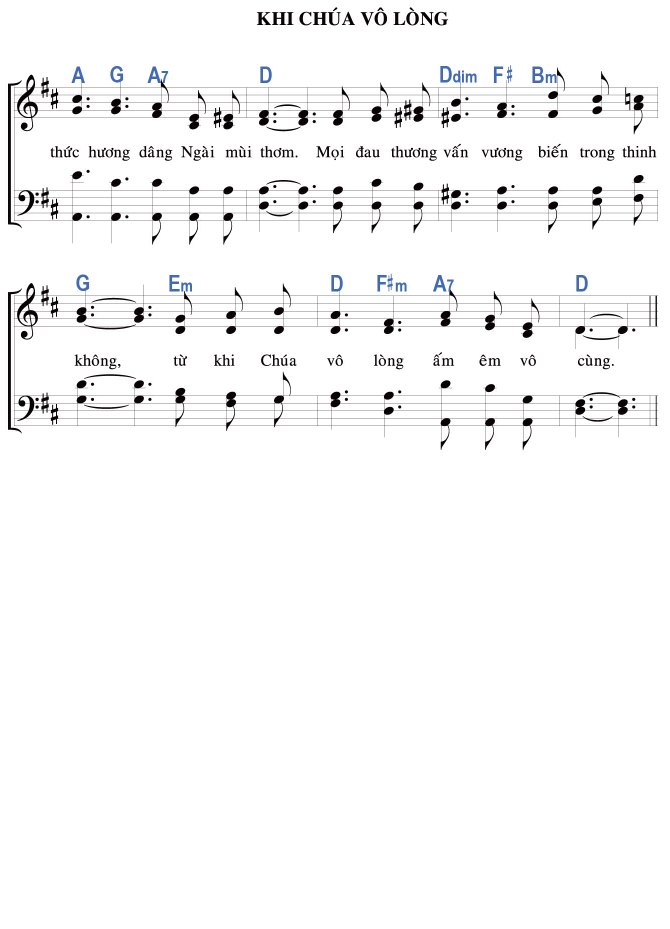 KHI CHÚA VÔ LÒNG
A G A7 D Ddim F# Bm
thức hương dâng Ngài mùi thơm. Mọi đau thương vấn vương biến trong thinh
G Em D F#m A7 D
không, từ khi Chúa vô lòng ấm êm vô cùng.